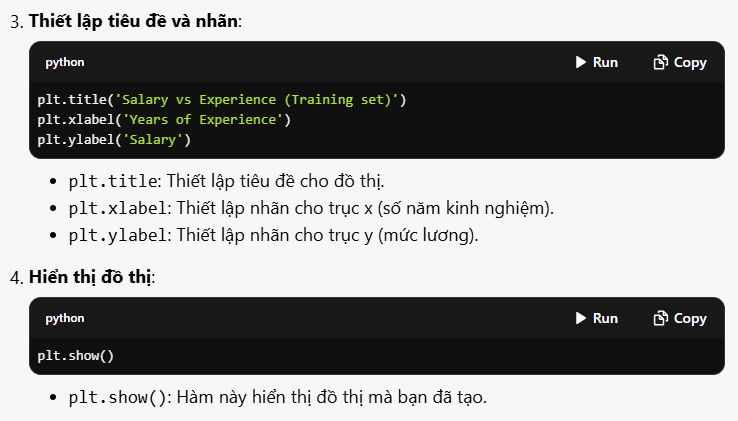 3. Thiết lập tiêu đề và nhãn:
python Run Copy
plt.title('Salary vs Experience (Training set)')
plt.xlabel('Years of Experience')
plt.ylabel('Salary')
• plt.title: Thiết lập tiêu đề cho đồ thị.
• plt.xlabel: Thiết lập nhãn cho trục x (số năm kinh nghiệm).
• plt.ylabel: Thiết lập nhãn cho trục y (mức lương).
4. Hiển thị đồ thị:
python Run Copy
plt.show()
• plt.show(): Hàm này hiển thị đồ thị mà bạn đã tạo.